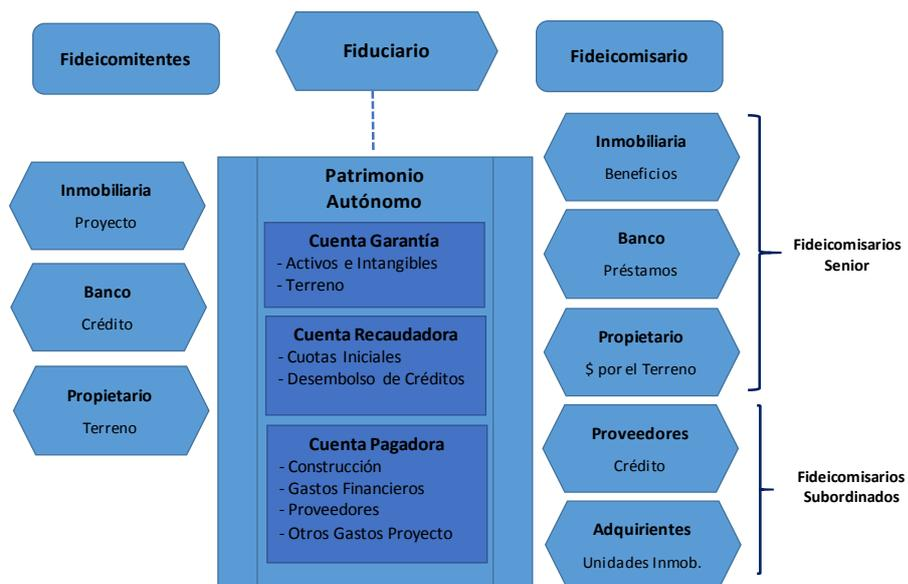 Fideicomitentes
Fiduciario
Fideicomisario
Inmobiliaria
Proyecto
Banco
Crédito
Propietario
Terreno
Patrimonio
Autónomo
Cuenta Garantía
- Activos e Intangibles
- Terreno
Cuenta Recaudadora
- Cuotas Iniciales
- Desembolso de Créditos
Cuenta Pagadora
- Construcción
- Gastos Financieros
- Proveedores
- Otros Gastos Proyecto
Inmobiliaria
Beneficios
Banco
Préstamos
Propietario
$ por el Terreno
Proveedores
Crédito
Adquirientes
Unidades Inmob.
Fideicomisarios
Senior
Fideicomisarios
Subordinados